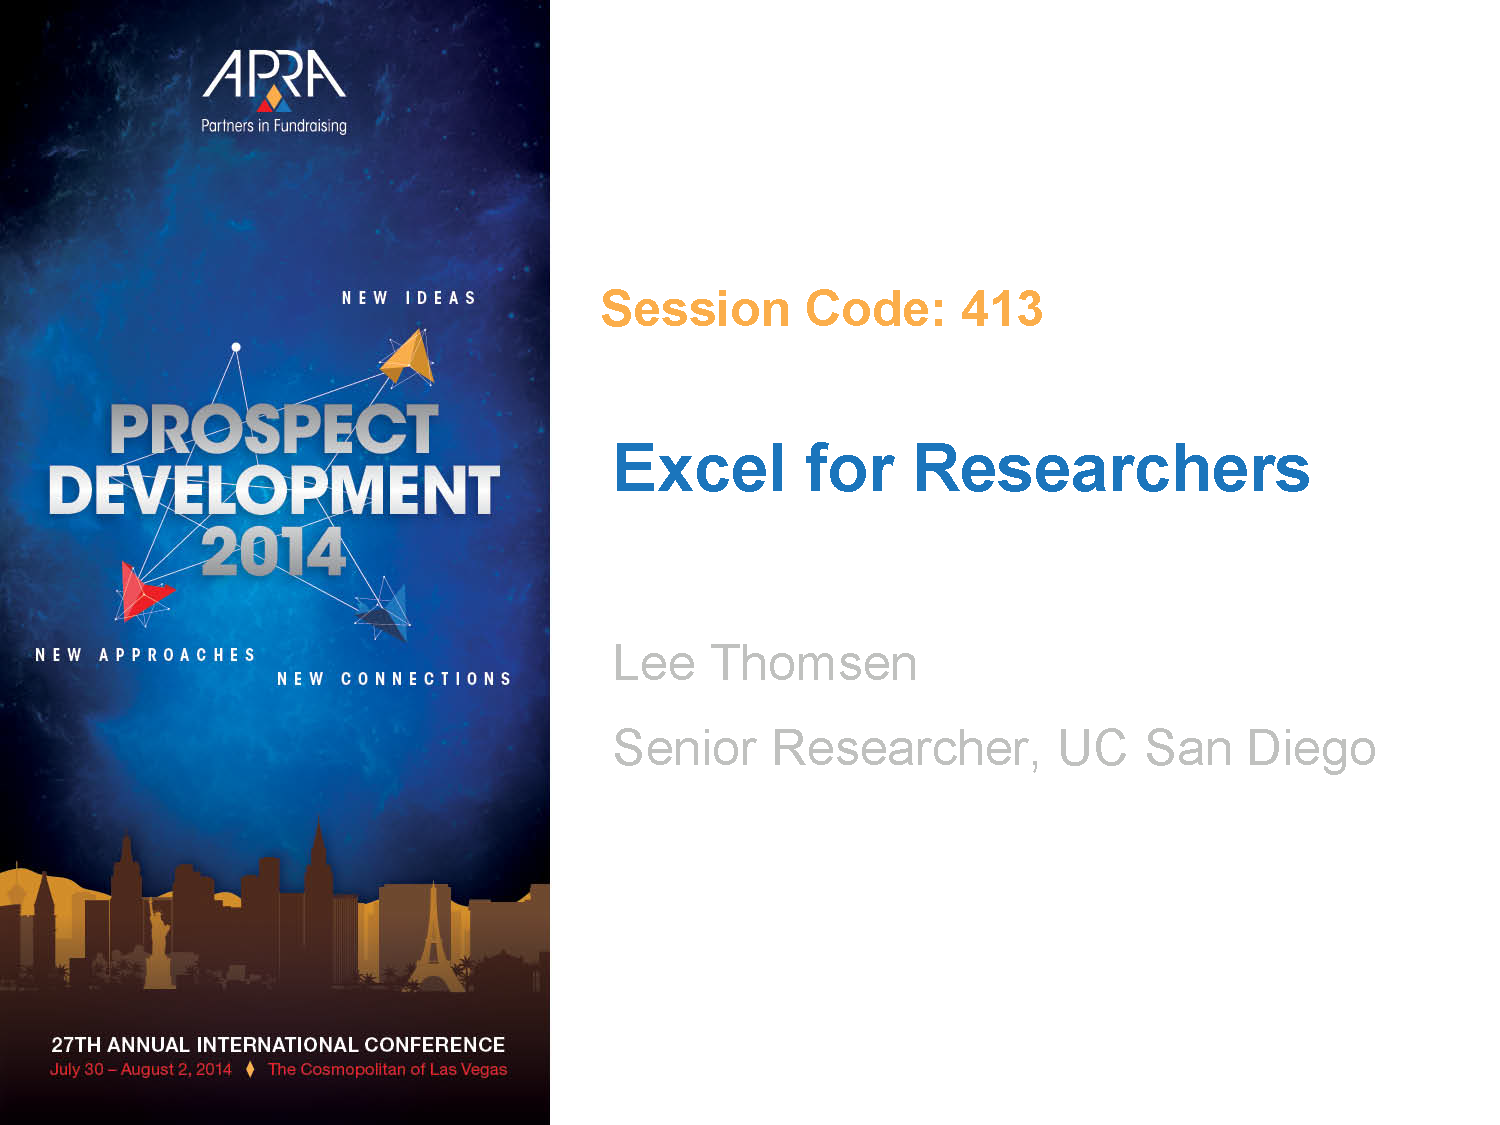 APRA
Partners in Fundraising
NEW IDEAS
PROSPECT
DEVELOPMENT
2014
NEW APPROACHES
NEW CONNECTIONS
27TH ANNUAL INTERNATIONAL CONFERENCE
July 30 – August 2, 2014 ♦ The Cosmopolitan of Las Vegas
Session Code: 413
Excel for Researchers
Lee Thomsen
Senior Researcher, UC San Diego